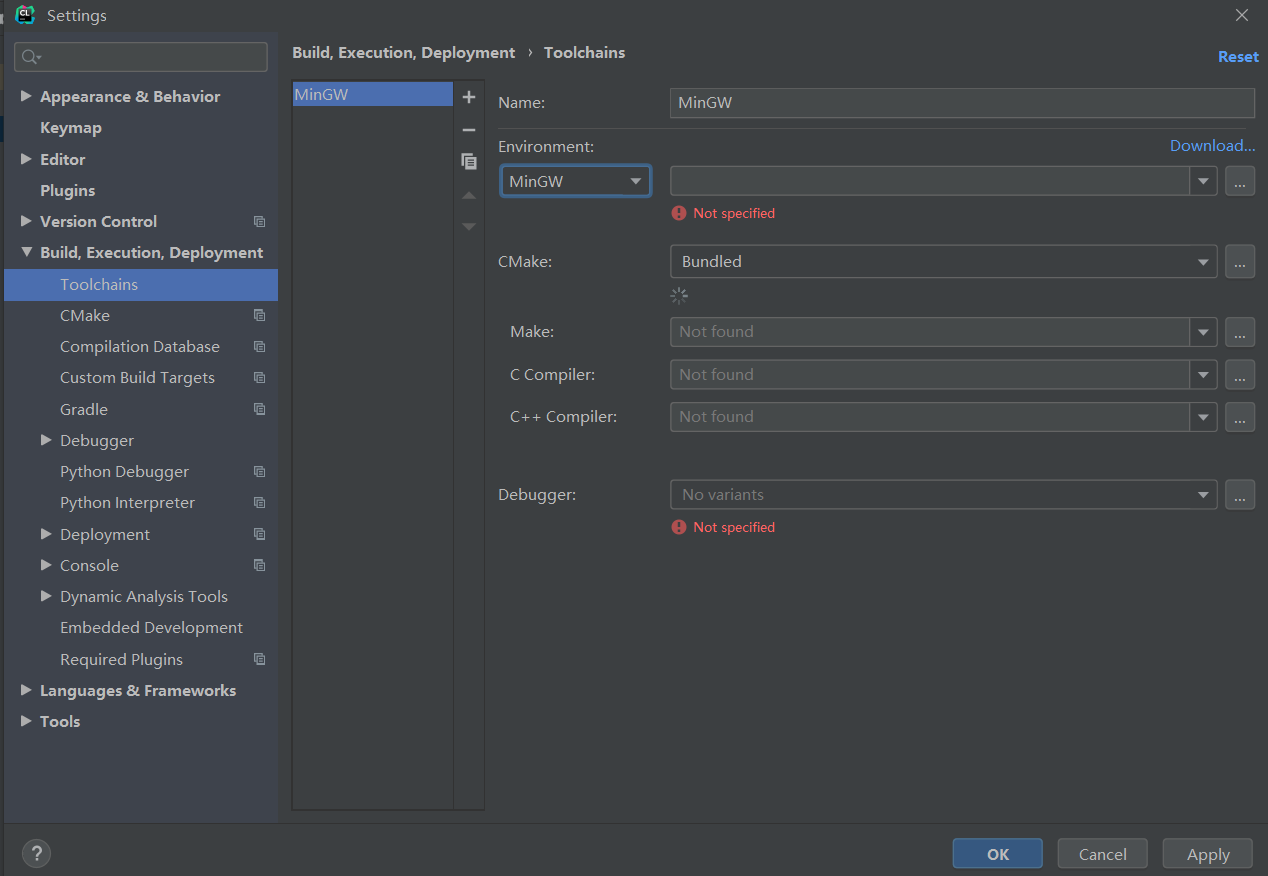 CL Settings
Appearance & Behavior
Keymap
Editor
Plugins
Version Control
Build, Execution, Deployment
Toolchains
CMake
Compilation Database
Custom Build Targets
Gradle
Debugger
Python Debugger
Python Interpreter
Deployment
Console
Dynamic Analysis Tools
Embedded Development
Required Plugins
Languages & Frameworks
Tools
Build, Execution, Deployment › Toolchains
Reset
MinGW
Name: MinGW
Environment: Download...
MinGW ...
Not specified
CMake: Bundled ...
Make: Not found ...
C Compiler: Not found ...
C++ Compiler: Not found ...
Debugger: No variants ...
Not specified
? OK Cancel Apply